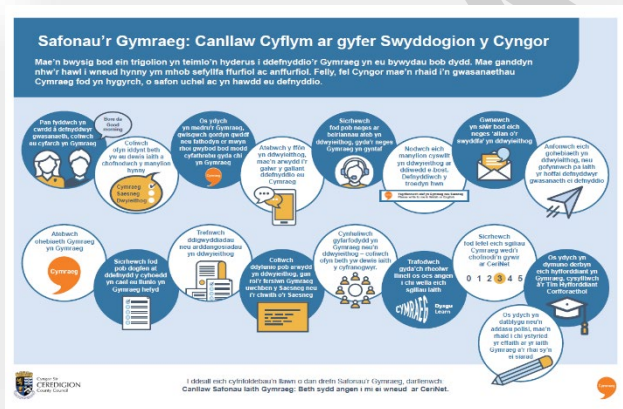 Safonau'r Gymraeg: Canllaw Cyflym ar gyfer Swyddogion y Cyngor
Mae'n bwysig bod ein trigolion yn teimlo'n hyderus i ddefnyddio'r Gymraeg yn eu bywydau bob dydd. Mae ganddyn
nhw'r hawl i wneud hynny ym mhob sefyllfa ffurfiol ac anffurfiol. Felly, fel Cyngor mae'n rhaid i'n gwasanaethau
Cymraeg fod yn hygyrch, o safon uchel ac yn hawdd eu defnyddio.
Pan fyddwch yn
cwrdd â defnyddiwr
gwasanaeth, cofiwch
eu cyfarch yn Gymraeg
Bore da
Good
morning
Cofiwch
ofyn iddynt beth
yw eu dewis iaith a
chofnodwch y manylion
hynny
Cymraeg
Saesneg
Dwyieithog
Os ydych
yn medru'r Gymraeg,
gwisgwch gordyn gwddf
neu fathodyn er mwyn
rhoi gwybod bod modd
cyfathrebu gyda chi
yn Gymraeg
Atebwch y ffôn
yn ddwyieithog,
mae'n arwydd i'r
galwr y gallant
ddefnyddio eu
Cymraeg
Sicrhewch
fod pob neges ar
beiriannau ateb yn
ddwyieithog, gyda'r neges
Gymraeg yn gyntaf
Nodwch eich
manylion cyswllt
yn ddwyieithog ar
ddiwedd e-bost.
Defnyddiwch y
troedyn hwn
Gwnewch
yn siŵr bod eich
neges 'allan o'r
swyddfa' yn ddwyieithog
Anfonwch eich
gohebiaeth yn
ddwyieithog, neu
gofynnwch pa iaith
yr hoffai defnyddwyr
gwasanaeth ei defnyddio
Atebwch
ohebiaeth Gymraeg
yn Gymraeg
Cymraeg
Sicrhewch fod
pob dogfen at
ddefnydd y cyhoedd
yn cael eu llunio yn
Gymraeg hefyd
Trefnwch
ddigwyddiadau
neu arddangosiadau
yn ddwyieithog
Cofiwch
ddylunio pob arwydd
yn ddwyieithog, gan
roi'r fersiwn Gymraeg
uwchben y Saesneg neu
i'r chwith o'r Saesneg
Cynhaliwch
gyfarfodydd yn
Gymraeg neu'n
ddwyieithog – cofiwch
ofyn beth yw dewis iaith
y cyfranogwyr.
Trafodwch
gyda'ch rheolwr
llinell os oes angen
i chi wella eich
sgiliau iaith
CYMRAEG
Dysgu
Learn
Sicrhewch
fod lefel eich sgiliau
Cymraeg wedi'i
chofnodi'n gywir
ar CeriNet
0 1 2 3 4 5
Os ydych yn
dymuno derbyn
eich hyfforddiant yn
Gymraeg, cysylltwch
â'r Tîm Hyfforddiant
Corfforaethol
Os ydych yn
datblygu neu'n
addasu polisi, mae'n
rhaid i chi ystyried
yr effaith ar yr iaith
Gymraeg a'r rhai sy'n
ei siarad
Cyngor Sir
CEREDIGION
County Council
I ddeall eich cyfrifoldebau'n llawn o dan drefn Safonau'r Gymraeg, darllenwch
Canllaw Safonau Iaith Gymraeg: Beth sydd angen i mi ei wneud ar CeriNet.
Cymraeg